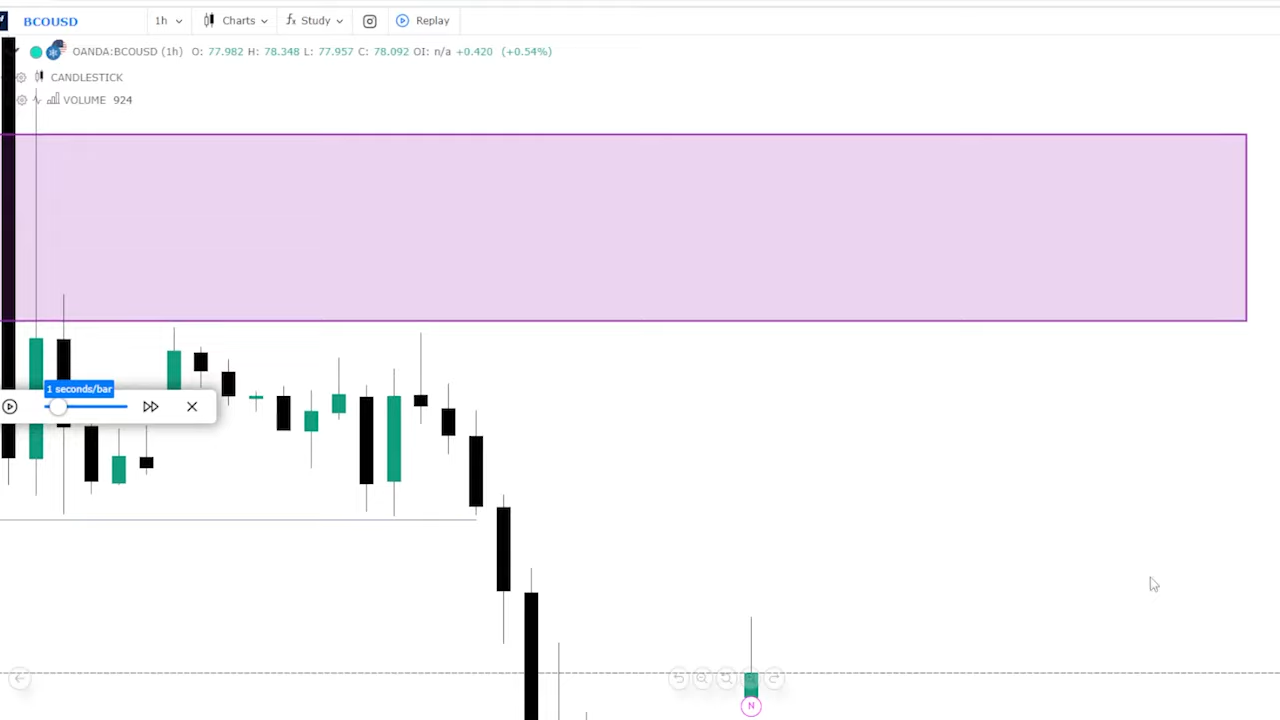 BCOUSD 1h Charts fx Study Replay
OANDA:BCOUSD (1h) O: 77.982 H: 78.348 L: 77.957 C: 78.092 OI: n/a +0.420 (+0.54%)
CANDLESTICK
VOLUME 924
1 seconds/bar
N